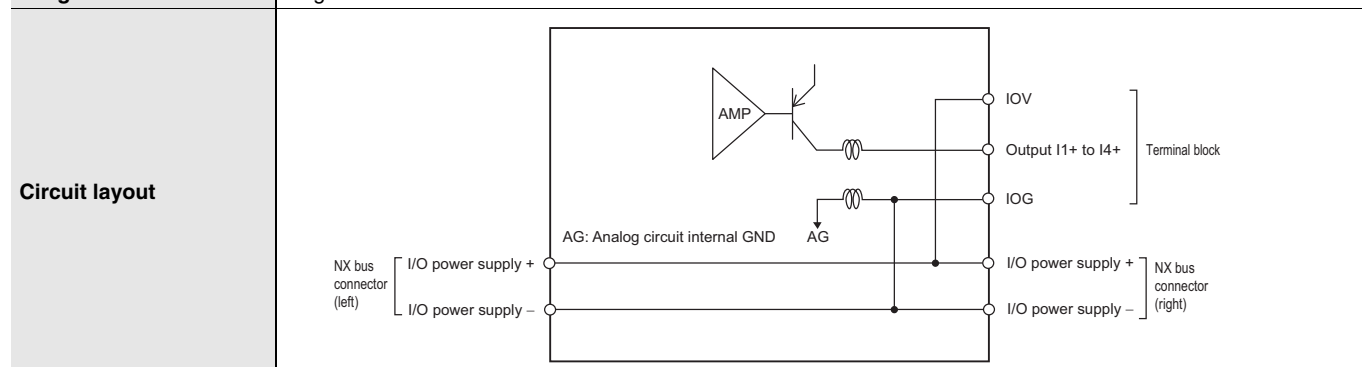 Circuit layout
AMP
IOV
Output I1+ to I4+
Terminal block
IOG
AG: Analog circuit internal GND
AG
NX bus
connector
(left)
I/O power supply +
I/O power supply −
I/O power supply +
I/O power supply −
NX bus
connector
(right)